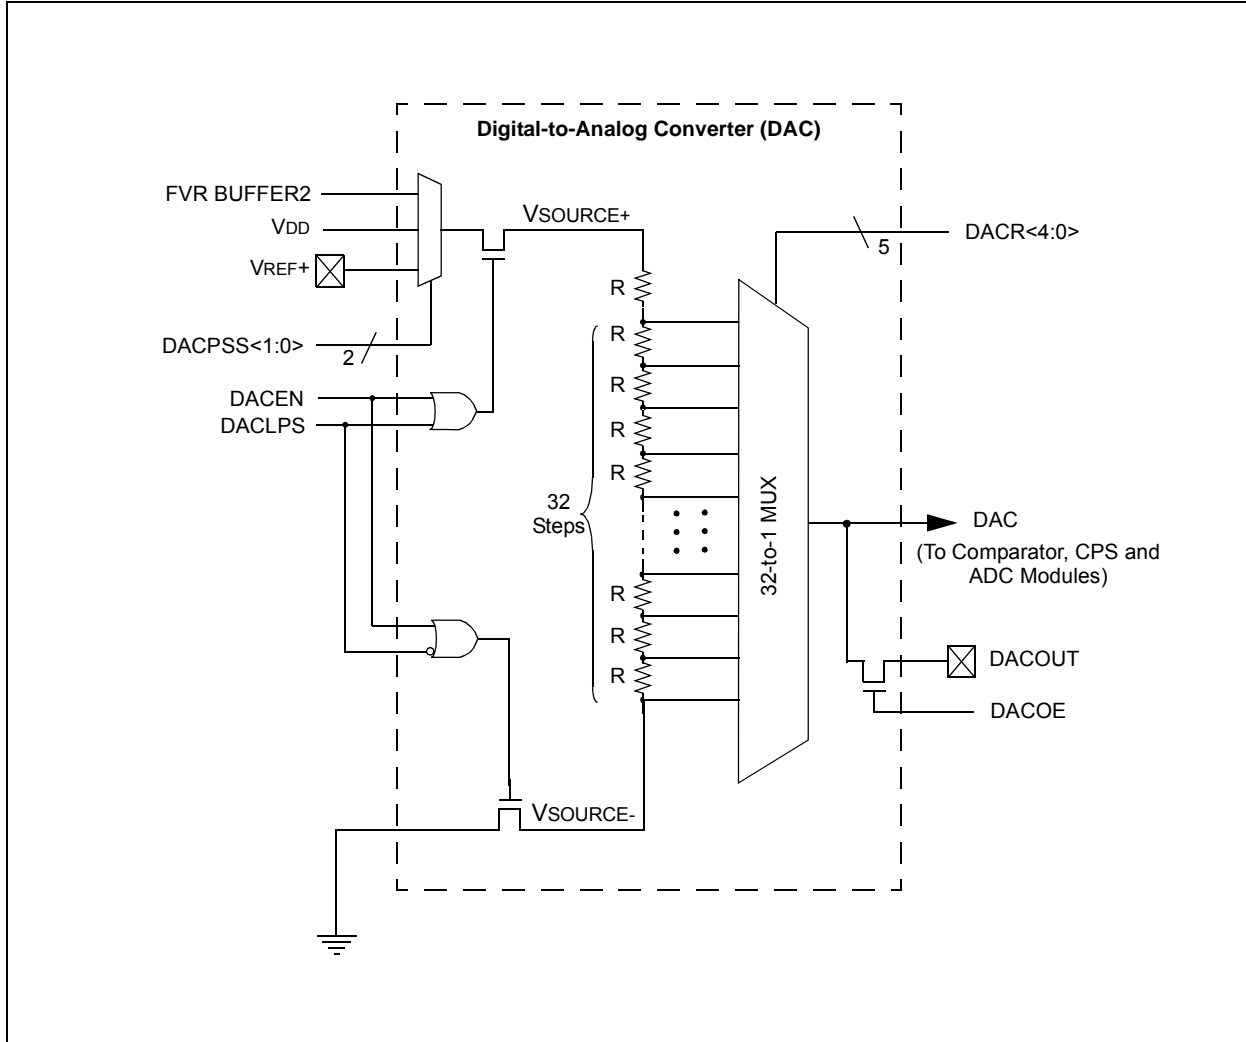 Digital-to-Analog Converter (DAC)
FVR BUFFER2
VDD
VREF+
DACPSS<1:0>
2
DACEN
DACLPS
VSOURCE+
R
R
R
R
R
32
Steps
R
R
R
VSOURCE-
32-to-1 MUX
5
DACR<4:0>
DAC
(To Comparator, CPS and
ADC Modules)
DACOUT
DACOE